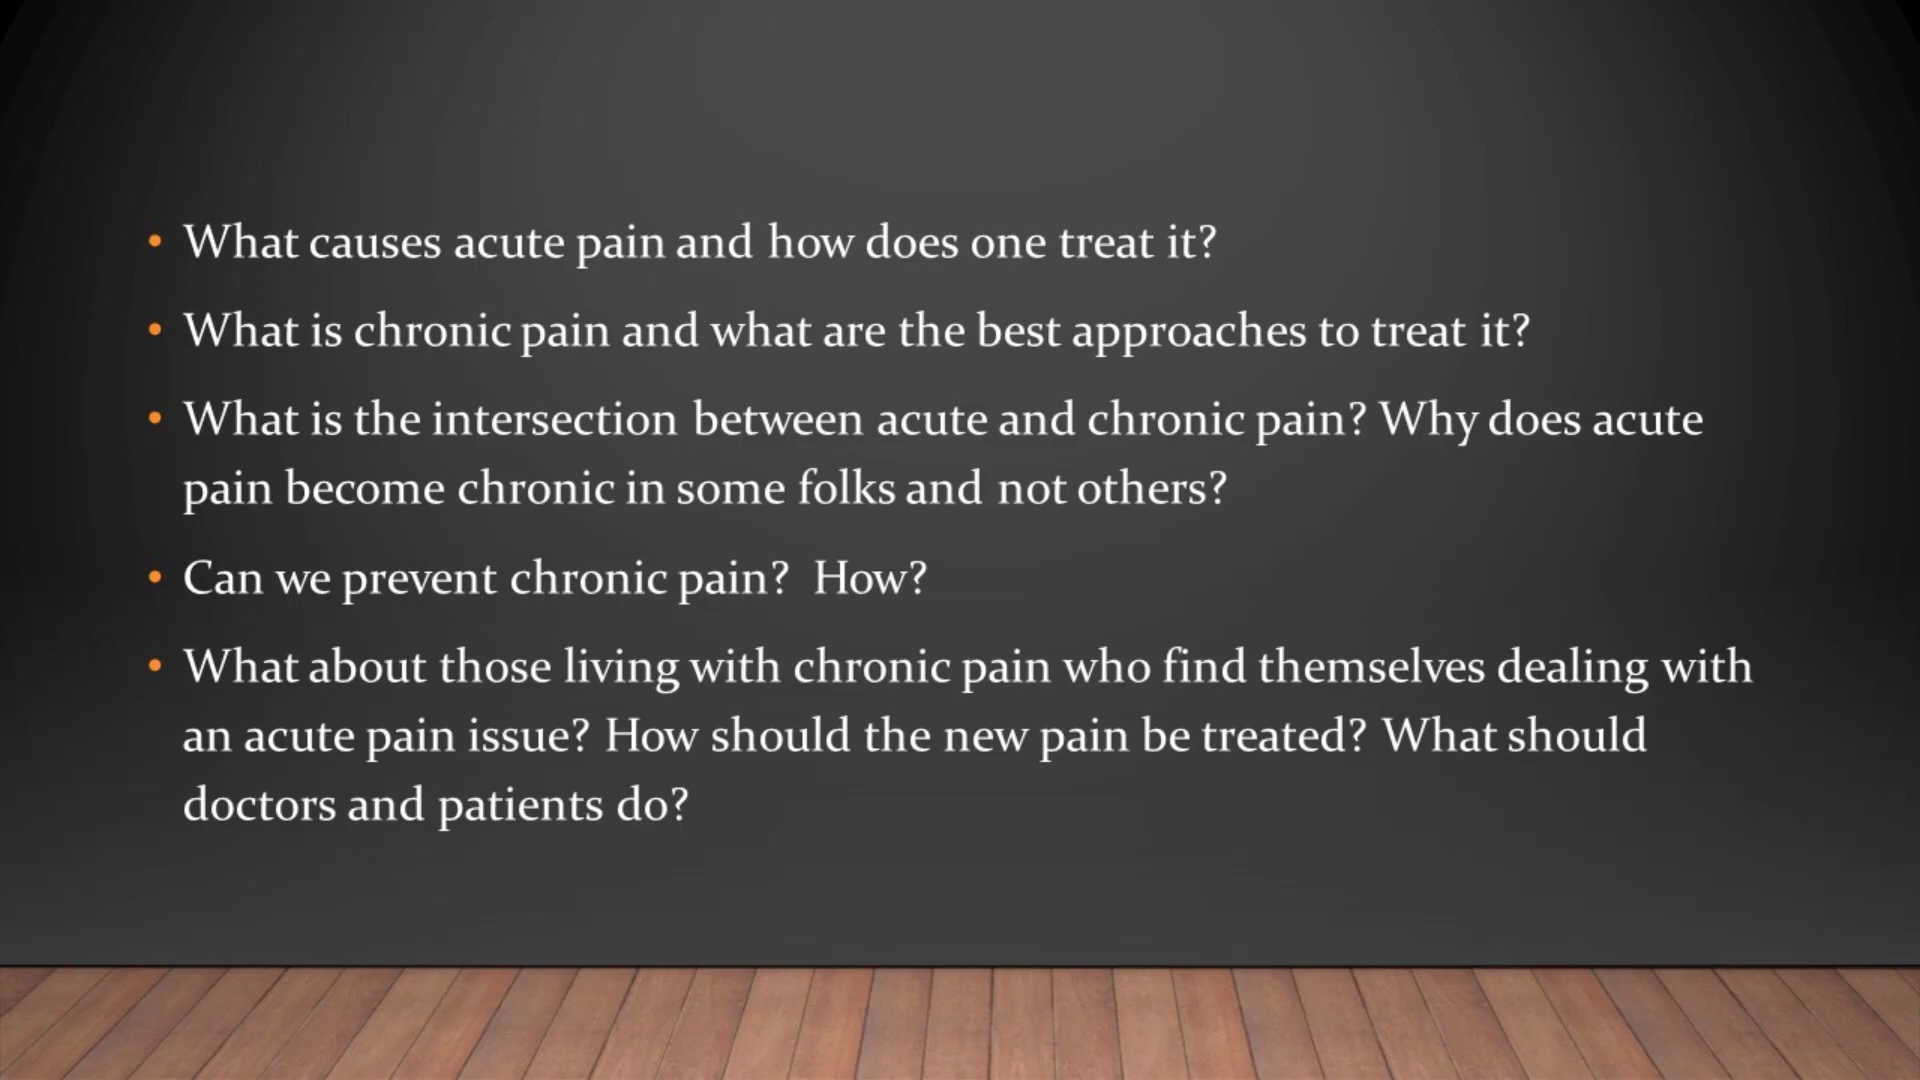 • What causes acute pain and how does one treat it?
• What is chronic pain and what are the best approaches to treat it?
• What is the intersection between acute and chronic pain? Why does acute
pain become chronic in some folks and not others?
• Can we prevent chronic pain?  How?
• What about those living with chronic pain who find themselves dealing with
an acute pain issue? How should the new pain be treated? What should
doctors and patients do?